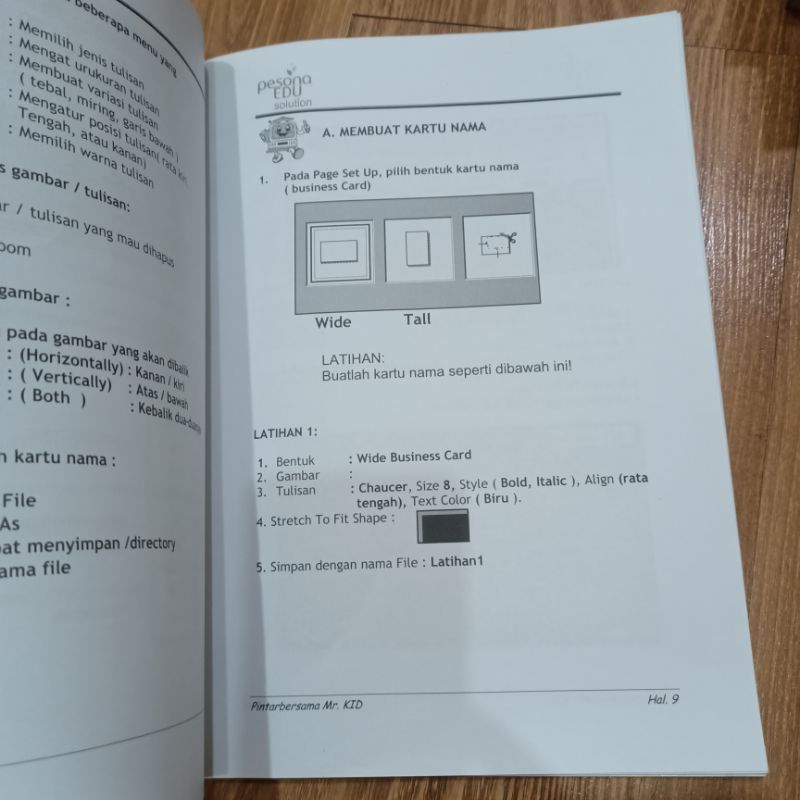 beberapa menu yang
: Memilih jenis tulisan
: Mengat urukuran tulisan
: Membuat variasi tulisan
( tebal, miring, garis bawah )
: Mengatur posisi tulisan( rata kiri
Tengah, atau kanan)
: Memilih warna tulisan
gambar / tulisan:
/ tulisan yang mau dihapus
gambar :
pada gambar yang akan dibalik
: (Horizontally) : Kanan / kiri
: ( Vertically) : Atas / bawah
: ( Both ) : Kebalik dua-duanya
kartu nama :
File
As
menyimpan /directory
file
pesona
EDU
solution
A. MEMBUAT KARTU NAMA
1. Pada Page Set Up, pilih bentuk kartu nama
( business Card)
Wide Tall
LATIHAN:
Buatlah kartu nama seperti dibawah ini!
LATIHAN 1:
1. Bentuk : Wide Business Card
2. Gambar :
3. Tulisan : Chaucer, Size 8, Style ( Bold, Italic ), Align (rata
tengah), Text Color ( Biru ).
4. Stretch To Fit Shape :
5. Simpan dengan nama File : Latihan1
Pintarbersama Mr. KID Hal. 9